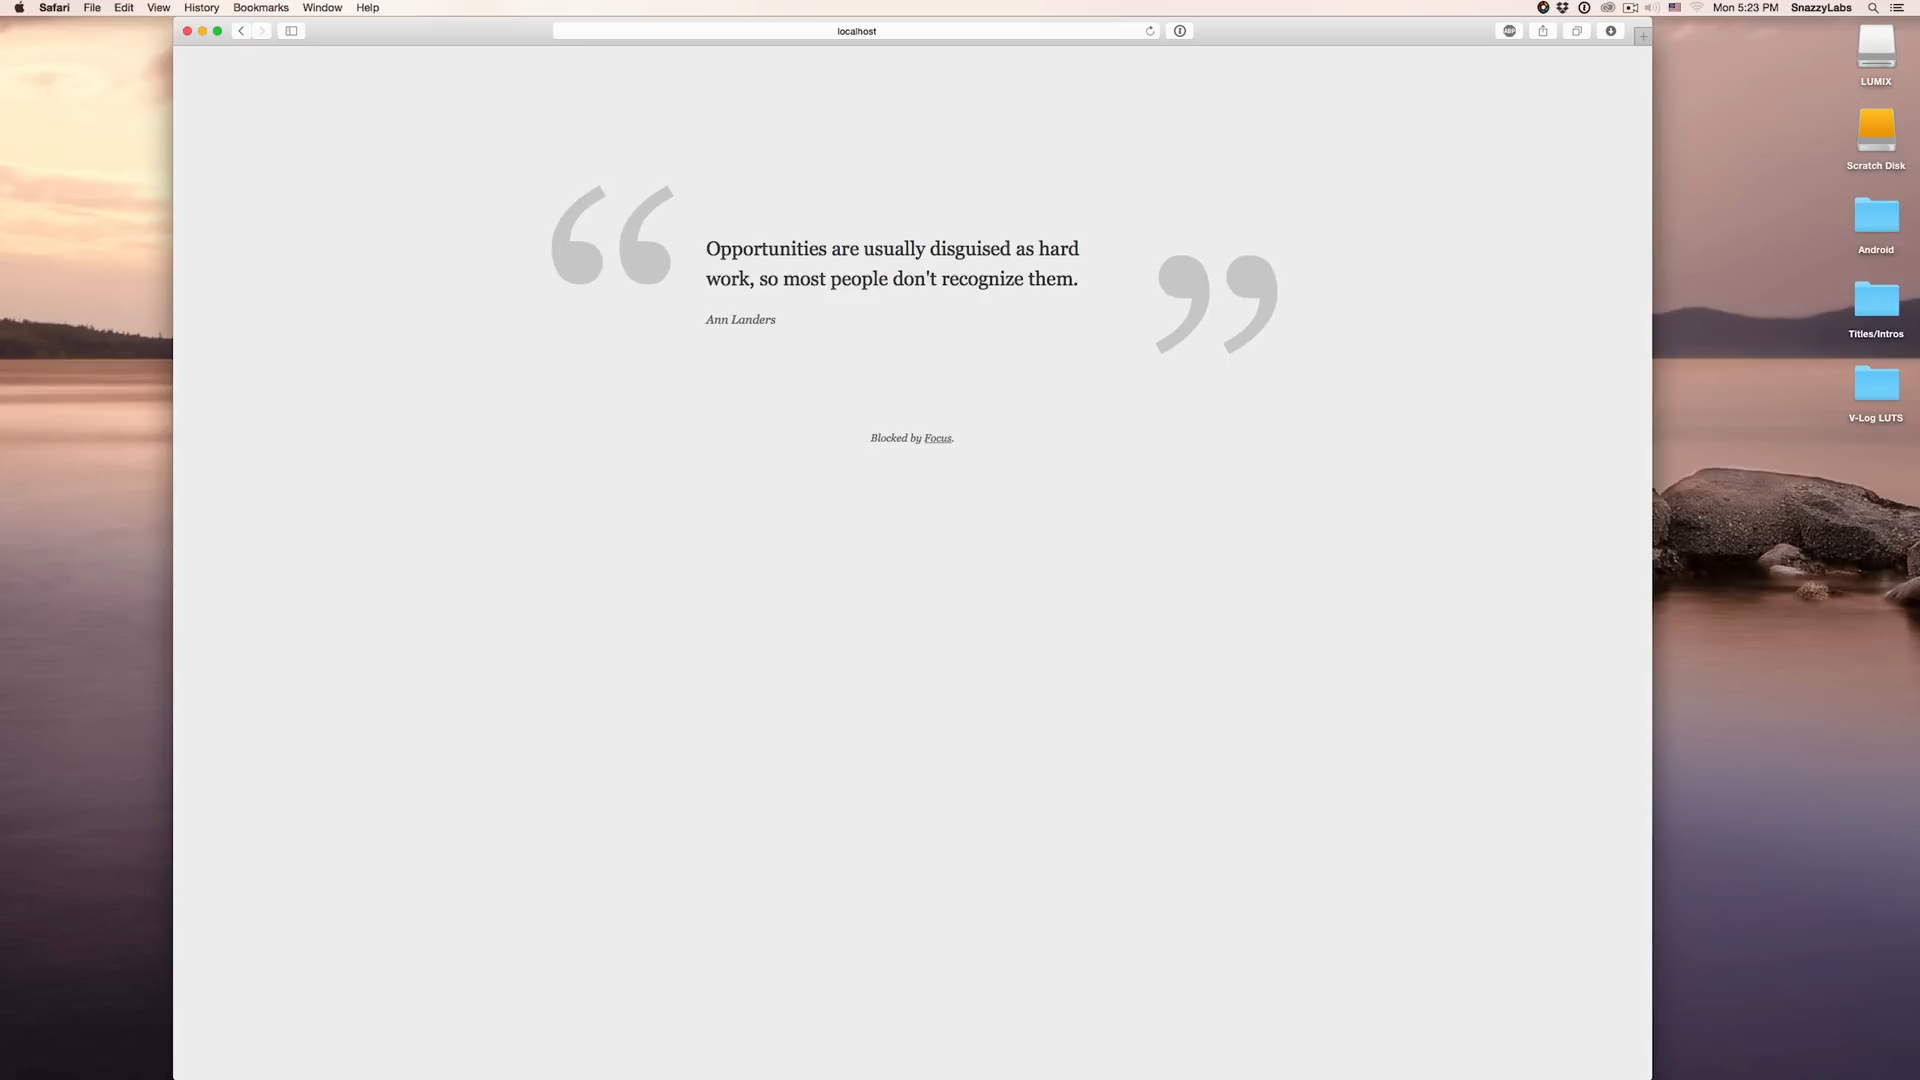 Safari File Edit View History Bookmarks Window Help
Mon 5:23 PM SnazzyLabs
localhost
ABP
LUMIX
Scratch Disk
Android
Titles/Intros
V-Log LUTS
“
Opportunities are usually disguised as hard
work, so most people don't recognize them.
”
Ann Landers
Blocked by Focus.